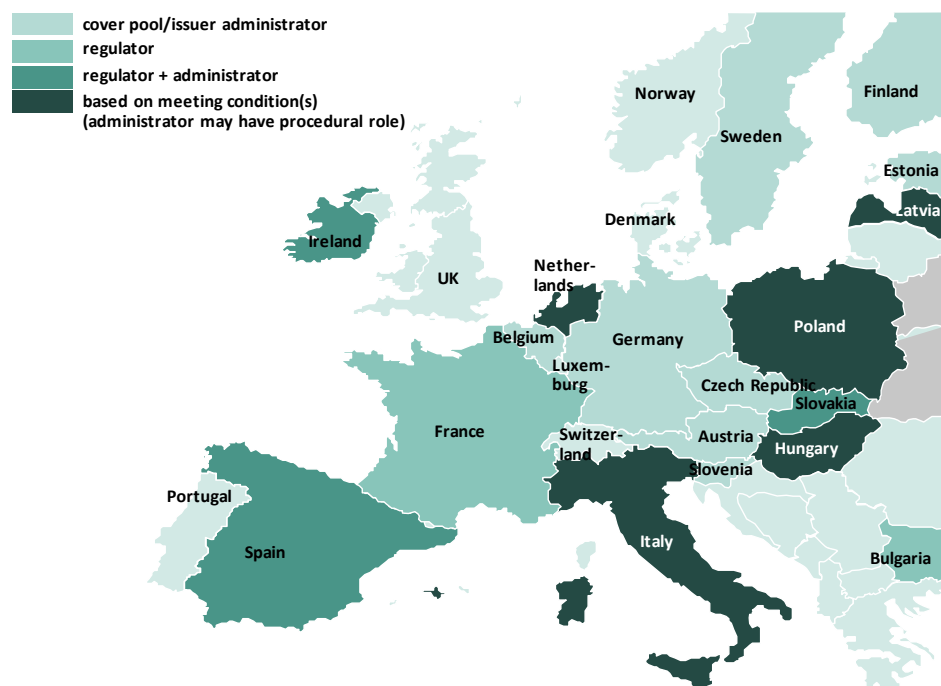 cover pool/issuer administrator
regulator
regulator + administrator
based on meeting condition(s)
(administrator may have procedural role)
Norway
Finland
Sweden
Estonia
Latvia
Denmark
Ireland
Nether-
lands
UK
Poland
Belgium
Germany
Luxem-
burg
Czech Republic
Slovakia
France
Switzer-
land
Austria
Hungary
Slovenia
Portugal
Italy
Spain
Bulgaria